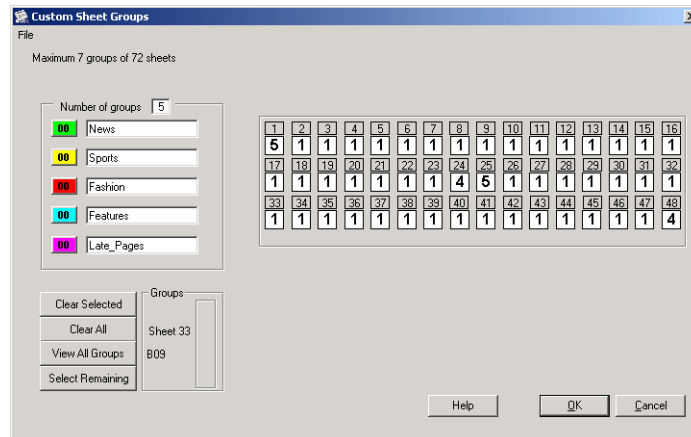 Custom Sheet Groups
File
Maximum 7 groups of 72 sheets
Number of groups 5
00 News
00 Sports
00 Fashion
00 Features
00 Late_Pages
1 2 3 4 5 6 7 8 9 10 11 12 13 14 15 16
5 1 1 1 1 1 1 1 1 1 1 1 1 1 1 1
17 18 19 20 21 22 23 24 25 26 27 28 29 30 31 32
1 1 1 1 1 1 1 4 5 1 1 1 1 1 1 1
33 34 35 36 37 38 39 40 41 42 43 44 45 46 47 48
1 1 1 1 1 1 1 1 1 1 1 1 1 1 1 4
Clear Selected
Clear All
View All Groups
Select Remaining
Groups
Sheet 33
B09
Help OK Cancel